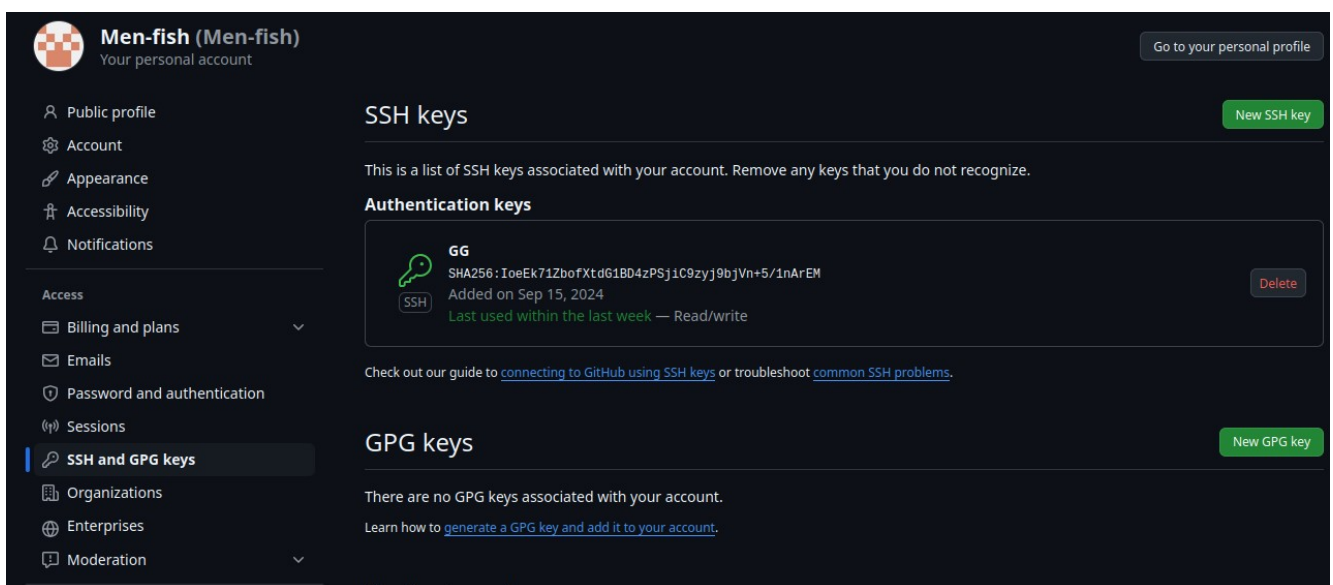 Men-fish (Men-fish)
Your personal account
Go to your personal profile
Public profile
Account
Appearance
Accessibility
Notifications
Access
Billing and plans
Emails
Password and authentication
Sessions
SSH and GPG keys
Organizations
Enterprises
Moderation
SSH keys
New SSH key
This is a list of SSH keys associated with your account. Remove any keys that you do not recognize.
Authentication keys
GG
SHA256:IoeEk71ZbofXtdG1BD4zPSjiC9zyj9bjVn+5/1nArEM
SSH
Added on Sep 15, 2024
Last used within the last week — Read/write
Delete
Check out our guide to connecting to GitHub using SSH keys or troubleshoot common SSH problems.
GPG keys
New GPG key
There are no GPG keys associated with your account.
Learn how to generate a GPG key and add it to your account.